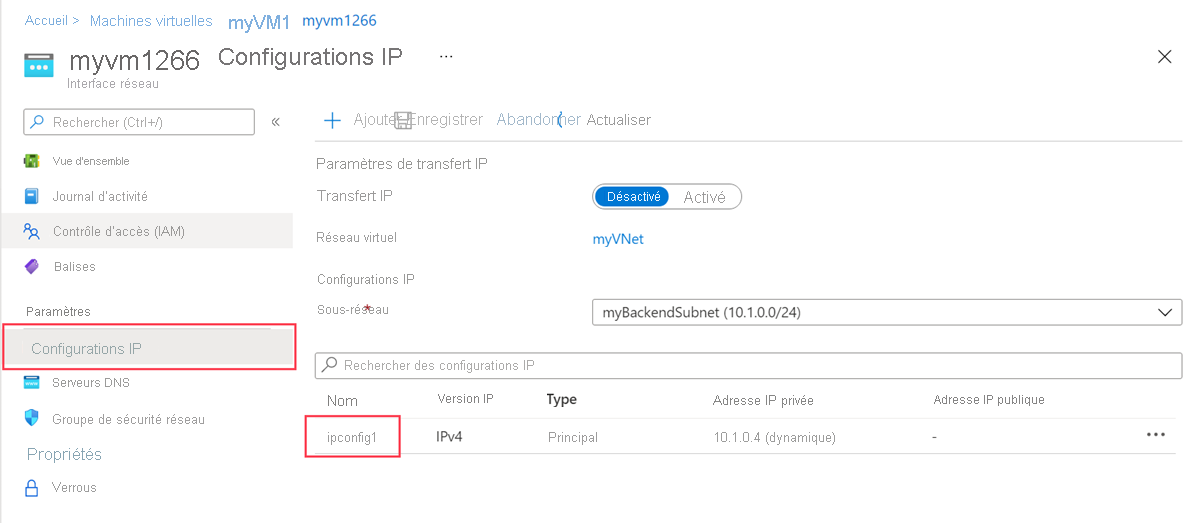 Accueil > Machines virtuelles myVM1 myvm1266
myvm1266 Configurations IP ...
Interface réseau
Rechercher (Ctrl+/) «
Vue d'ensemble
Journal d'activité
Contrôle d'accès (IAM)
Balises
Paramètres
Configurations IP
Serveurs DNS
Groupe de sécurité réseau
Propriétés
Verrous
Ajouter Enregistrer Abandonner Actualiser
Paramètres de transfert IP
Transfert IP Désactivé Activé
Réseau virtuel myVNet
Configurations IP
Sous-réseau * myBackendSubnet (10.1.0.0/24)
Rechercher des configurations IP
Nom Version IP Type Adresse IP privée Adresse IP publique
ipconfig1 IPv4 Principal 10.1.0.4 (dynamique) - ...